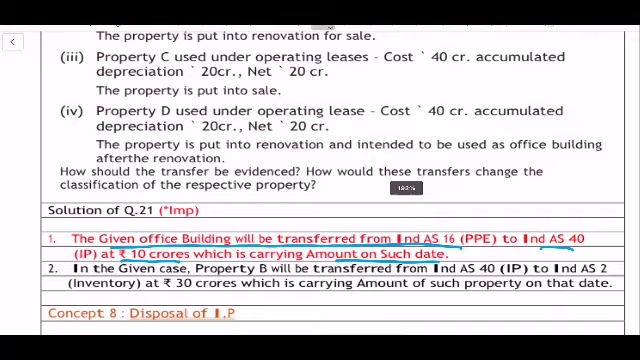 The property is put into renovation for sale.
(iii) Property C used under operating leases – Cost ` 40 cr. accumulated
depreciation ` 20cr., Net ` 20 cr.
The property is put into sale.
(iv) Property D used under operating lease – Cost ` 40 cr. accumulated
depreciation ` 20cr., Net ` 20 cr.
The property is put into renovation and intended to be used as office building
afterthe renovation.
How should the transfer be evidenced? How would these transfers change the
classification of the respective property?
182%
Solution of Q.21 (*Imp)
1. The Given office Building will be transferred from Ind AS 16 (PPE) to Ind AS 40
(IP) at ₹ 10 crores which is carrying Amount on Such date.
2. In the Given case, Property B will be transferred from Ind AS 40 (IP) to Ind AS 2
(Inventory) at ₹ 30 crores which is carrying Amount of such property on that date.
Concept 8 : Disposal of I.P